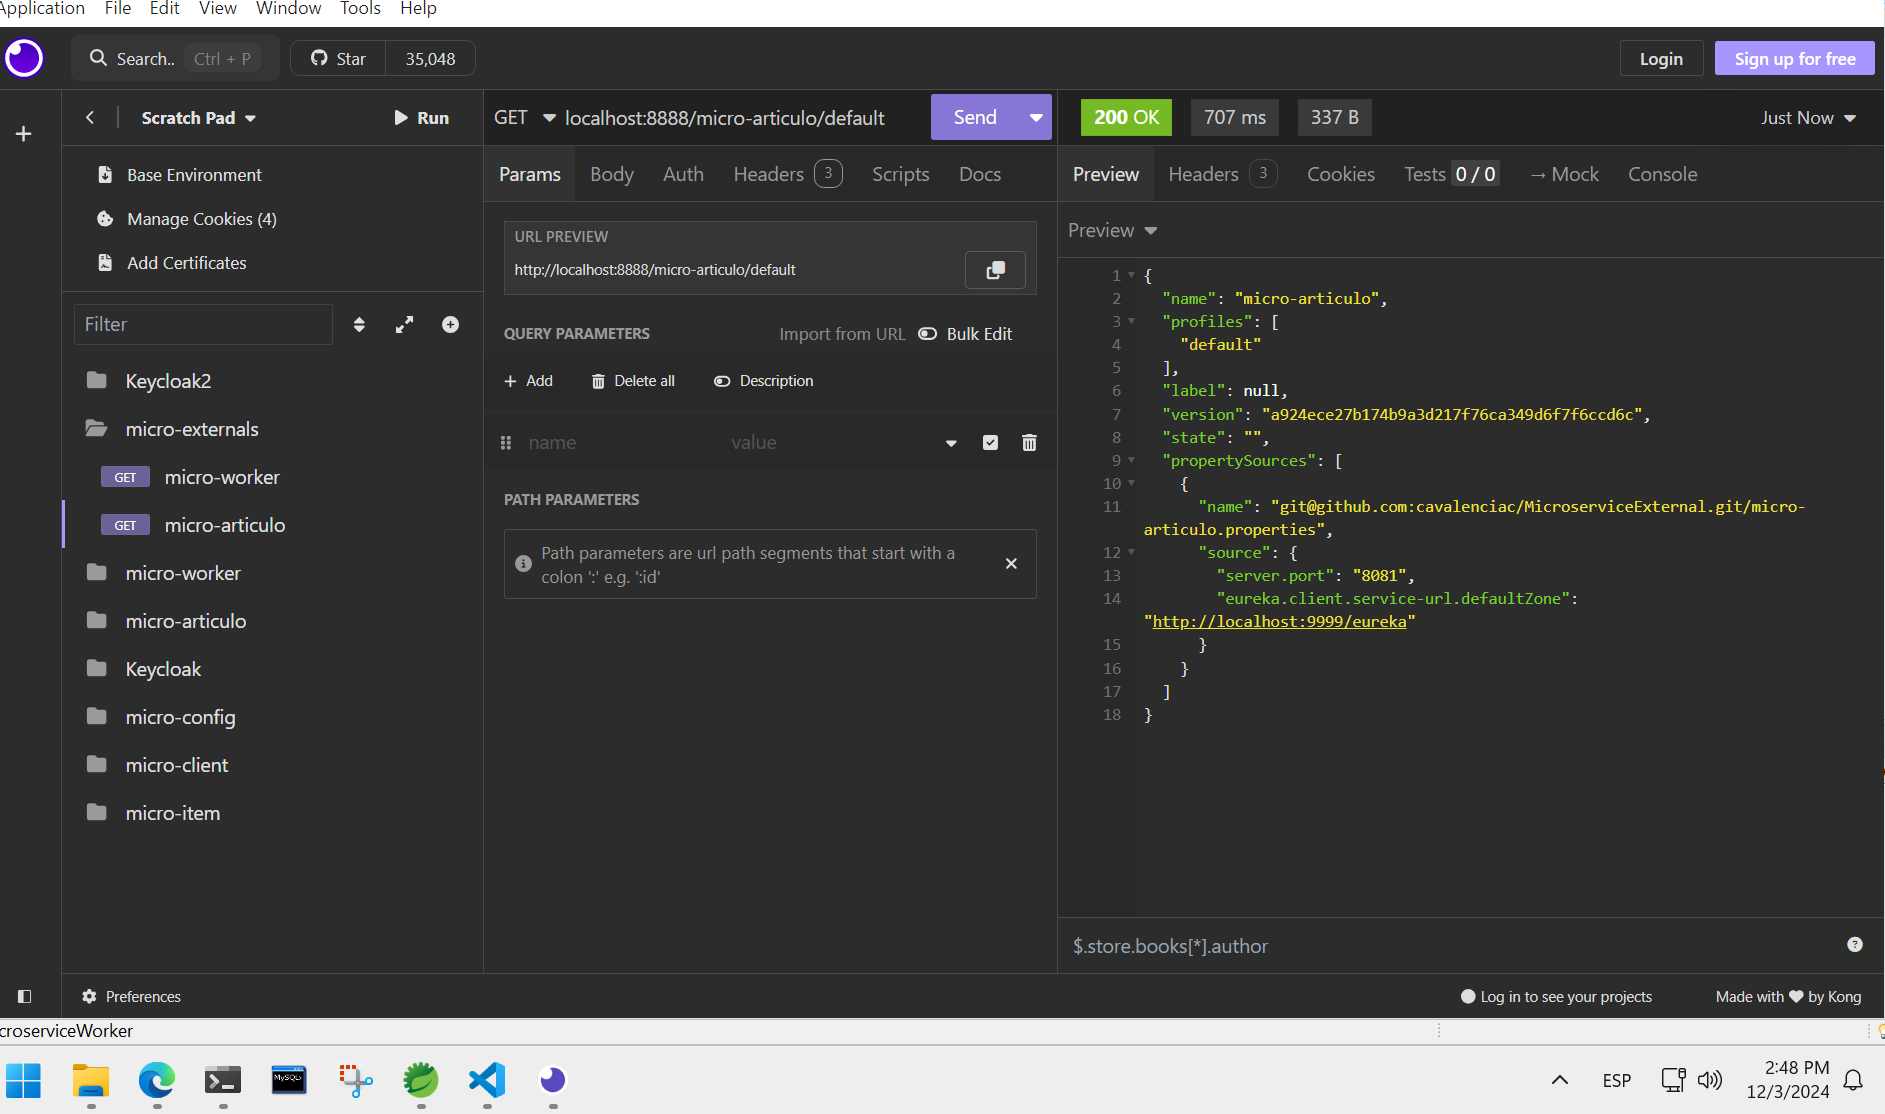 Application File Edit View Window Tools Help
Search.. Ctrl + P Star 35,048 Login Sign up for free
Scratch Pad Run
Base Environment
Manage Cookies (4)
Add Certificates
Filter
Keycloak2
micro-externals
GET micro-worker
GET micro-articulo
micro-worker
micro-articulo
Keycloak
micro-config
micro-client
micro-item
GET localhost:8888/micro-articulo/default Send
Params Body Auth Headers 3 Scripts Docs
URL PREVIEW
http://localhost:8888/micro-articulo/default
QUERY PARAMETERS Import from URL Bulk Edit
+ Add Delete all Description
name value
PATH PARAMETERS
Path parameters are url path segments that start with a
colon ':' e.g. ':id'
200 OK 707 ms 337 B Just Now
Preview Headers 3 Cookies Tests 0 / 0 → Mock Console
Preview
1 {
2 "name": "micro-articulo",
3 "profiles": [
4 "default"
5 ],
6 "label": null,
7 "version": "a924ece27b174b9a3d217f76ca349d6f7f6ccd6c",
8 "state": "",
9 "propertySources": [
10 {
11 "name": "git@github.com:cavalenciac/MicroserviceExternal.git/micro-
articulo.properties",
12 "source": {
13 "server.port": "8081",
14 "eureka.client.service-url.defaultZone":
"http://localhost:9999/eureka"
15 }
16 }
17 ]
18 }
$.store.books[*].author
Preferences Log in to see your projects Made with ♥ by Kong
croserviceWorker
MySQL
ESP
2:48 PM
12/3/2024